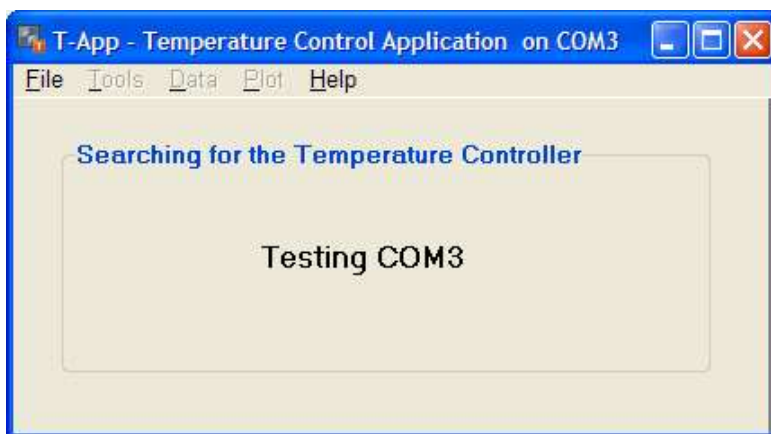 T-App - Temperature Control Application on COM3
File Tools Data Plot Help
Searching for the Temperature Controller
Testing COM3